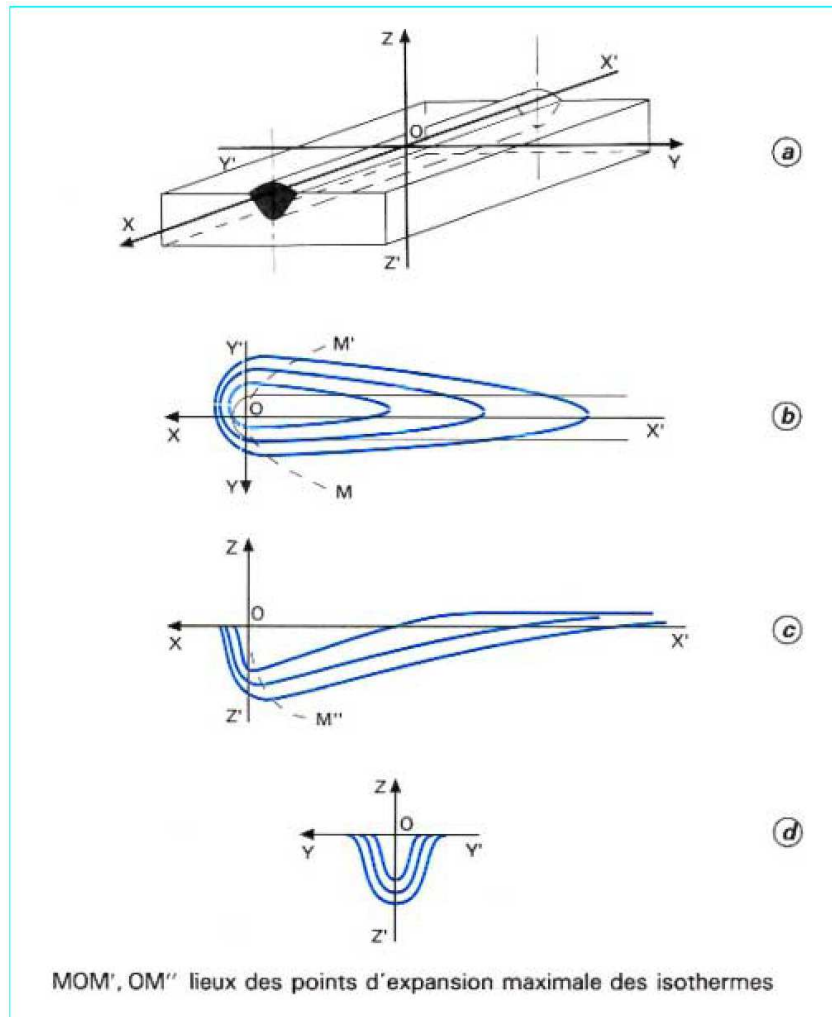 Z
X'
O
Y'
Y
a
X
Z'
Y'
M'
O
X
X'
b
Y
M
Z
O
X
X'
c
Z'
M''
Z
O
Y
Y'
d
Z'
MOM', OM'' lieux des points d'expansion maximale des isothermes